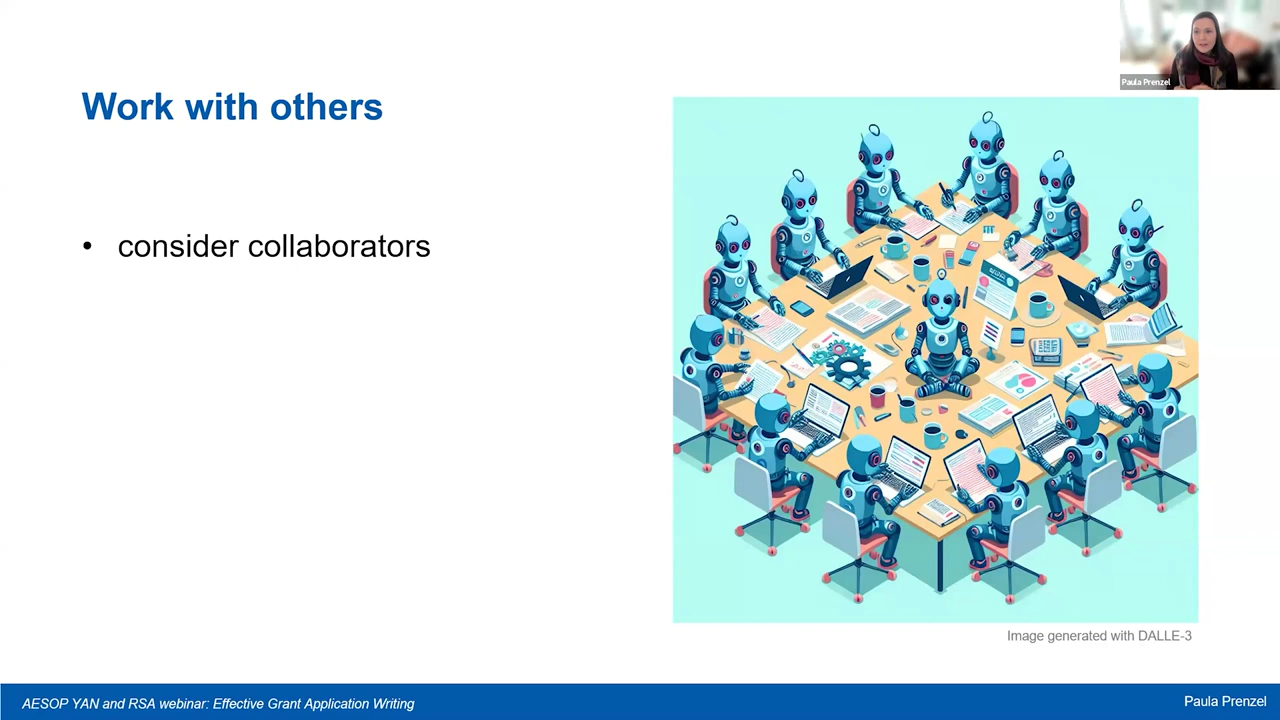 Paula Prenzel
Work with others
• consider collaborators
Image generated with DALLE-3
AESOP YAN and RSA webinar: Effective Grant Application Writing
Paula Prenzel